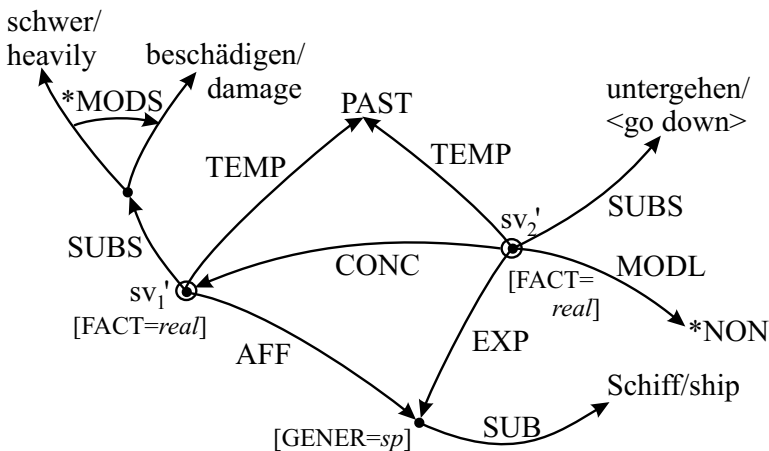 schwer/
heavily
beschädigen/
damage
*MODS
PAST
untergehen/
<go down>
TEMP
TEMP
SUBS
SUBS
sv₂'
CONC
MODL
sv₁'
[FACT=real]
[FACT=
real]
*NON
AFF
EXP
Schiff/ship
[GENER=sp]
SUB